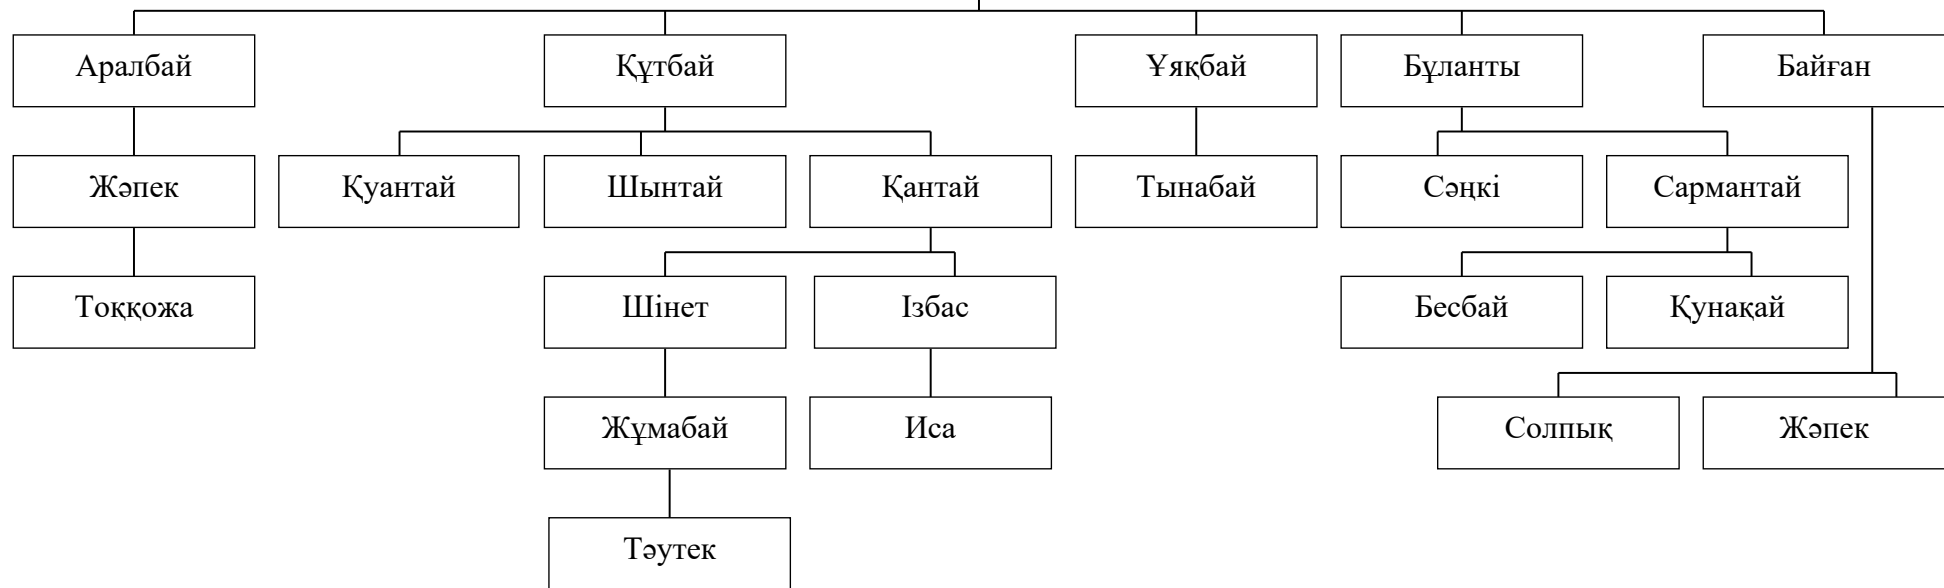 Аралбай Құтбай Ұяқбай Бұланты Байған
Жәпек Қуантай Шынтай Қантай Тынабай Сәңкі Сармантай
Тоққожа Шінет Ізбас Бесбай Қунақай
Жұмабай Иса Солпық Жәпек
Тәутек